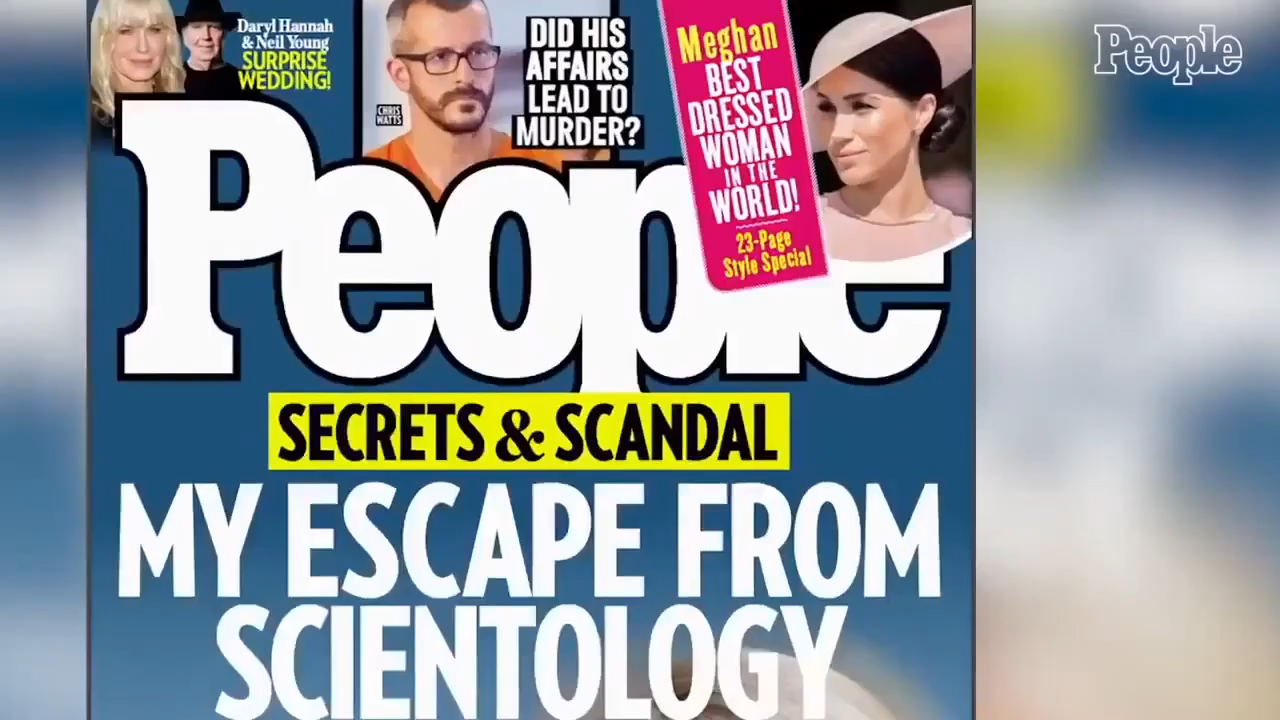 Daryl Hannah
& Neil Young
SURPRISE
WEDDING!
CHRIS
WATTS
DID HIS
AFFAIRS
LEAD TO
MURDER?
Meghan
BEST
DRESSED
WOMAN
IN THE
WORLD!
23-Page
Style Special
People
People
SECRETS & SCANDAL
MY ESCAPE FROM
SCIENTOLOGY